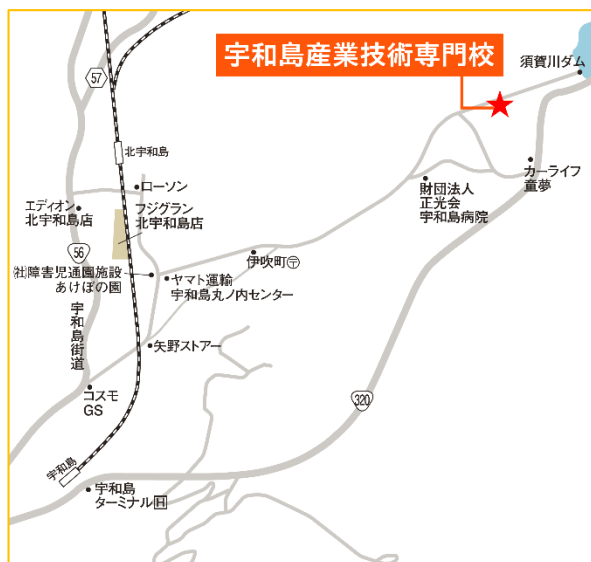 宇和島産業技術専門校
須賀川ダム
57
北宇和島
ローソン
カーライフ
童夢
財団法人
正光会
宇和島病院
エディオン
北宇和島店
フジグラン
北宇和島店
56
伊吹町〶
㈳障害児通園施設
あけぼの園
ヤマト運輸
宇和島丸ノ内センター
宇和島街道
矢野ストアー
コスモ
GS
320
宇和島
宇和島
ターミナルH